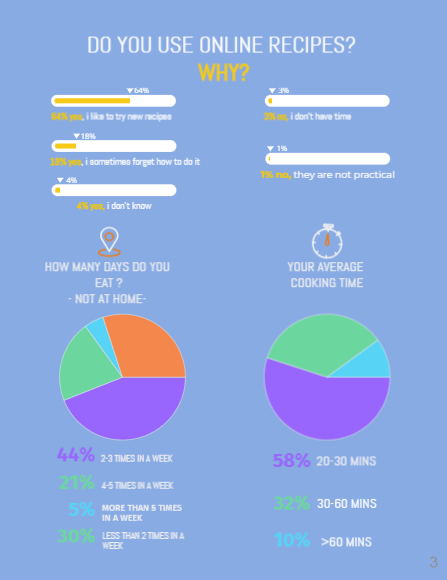 DO YOU USE ONLINE RECIPES?
WHY?
▼64%
64% yes, i like to try new recipes
▼18%
18% yes, i sometimes forget how to do it
▼ 4%
4% yes, i don't know
▼ 3%
3% no, i don't have time
▼ 1%
1% no, they are not practical
HOW MANY DAYS DO YOU
EAT ?
- NOT AT HOME-
44% 2-3 TIMES IN A WEEK
21% 4-5 TIMES IN A WEEK
5% MORE THAN 5 TIMES
IN A WEEK
30% LESS THAN 2 TIMES IN A
WEEK
YOUR AVERAGE
COOKING TIME
58% 20-30 MINS
32% 30-60 MINS
10% >60 MINS
3